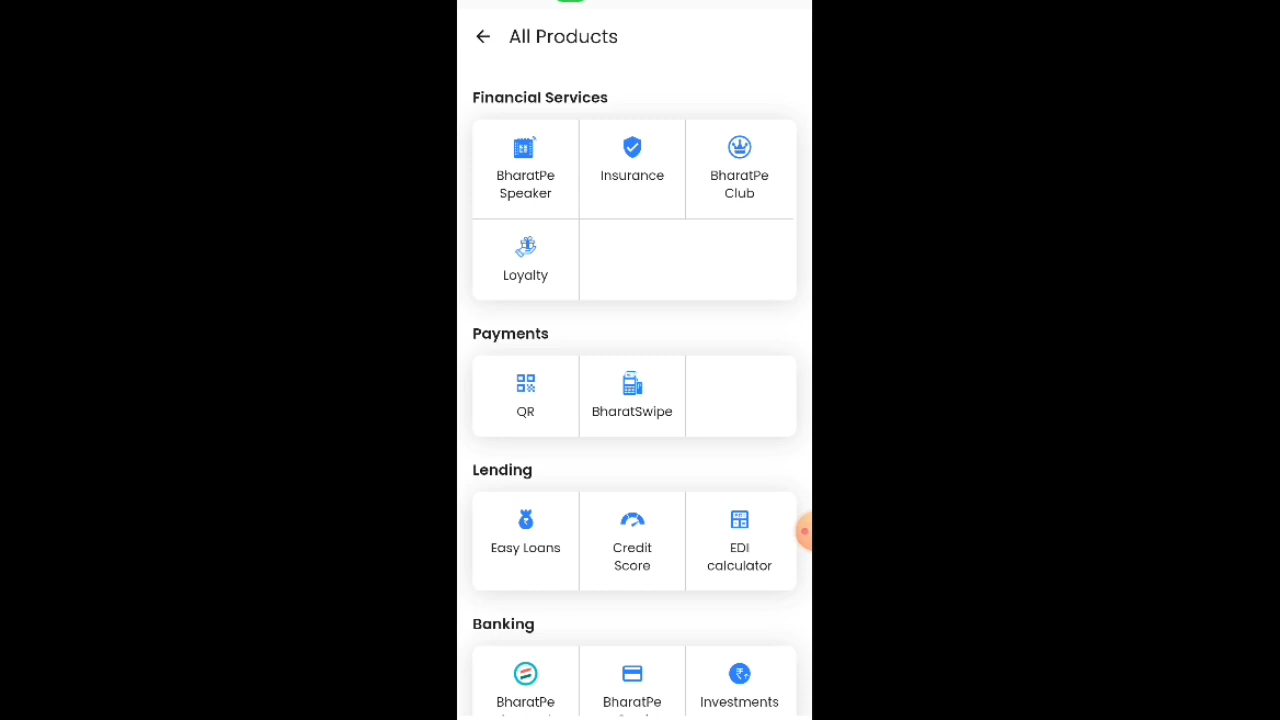 All Products
Financial Services
BharatPe
Speaker
Insurance
BharatPe
Club
Loyalty
Payments
QR
BharatSwipe
Lending
Easy Loans
Credit
Score
EDI
calculator
Banking
BharatPe
BharatPe
Investments